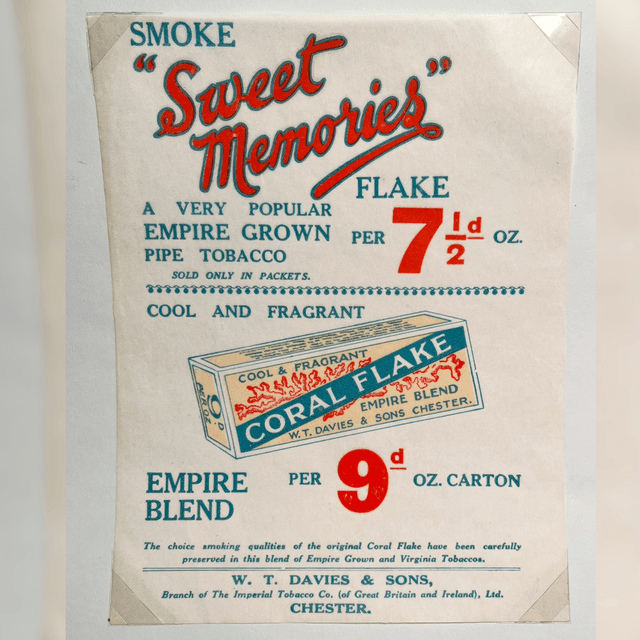 SMOKE
"Sweet
Memories"
FLAKE
A VERY POPULAR
EMPIRE GROWN
PIPE TOBACCO
SOLD ONLY IN PACKETS.
PER 7 1/2d OZ.
COOL AND FRAGRANT
COOL & FRAGRANT
CORAL FLAKE
EMPIRE BLEND
W. T. DAVIES & SONS CHESTER.
9D
EMPIRE
BLEND
PER 9d OZ. CARTON
The choice smoking qualities of the original Coral Flake have been carefully
preserved in this blend of Empire Grown and Virginia Tobaccos.
W. T. DAVIES & SONS,
Branch of The Imperial Tobacco Co. (of Great Britain and Ireland), Ltd.
CHESTER.